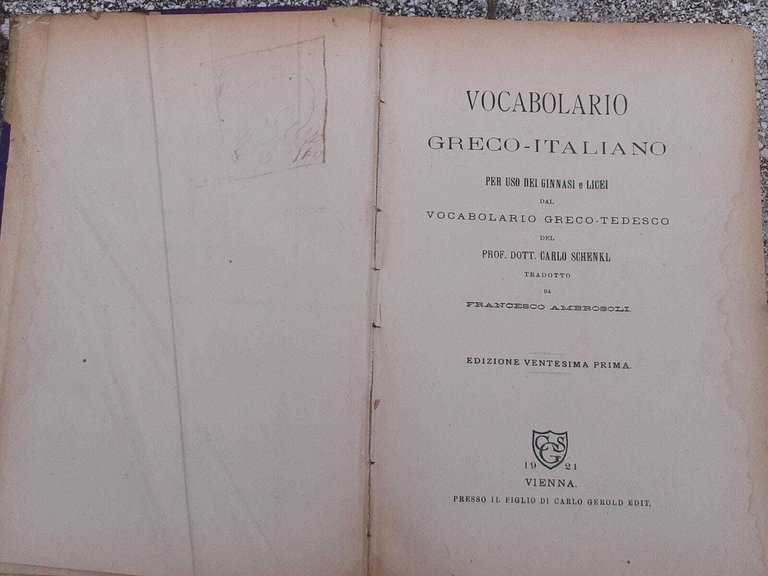 VOCABOLARIO
GRECO-ITALIANO
PER USO DEI GINNASI e LICEI
DAL
VOCABOLARIO GRECO-TEDESCO
DEL
PROF. DOTT. CARLO SCHENKL
TRADOTTO
DA
FRANCESCO AMBROSOLI.
EDIZIONE VENTESIMA PRIMA.
CGS
19 21
VIENNA.
PRESSO IL FIGLIO DI CARLO GEROLD EDIT.